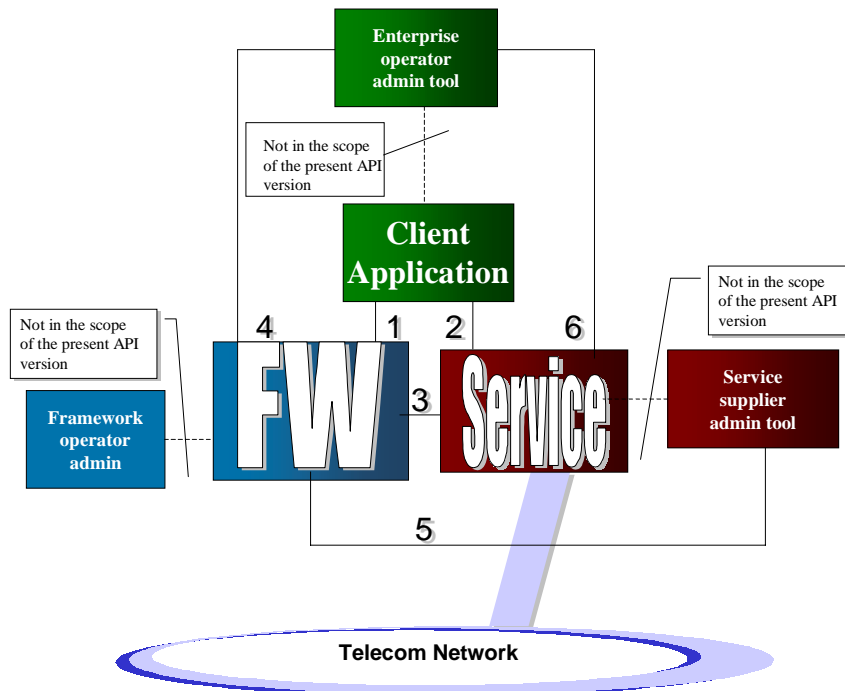 Enterprise
operator
admin tool
Not in the scope
of the present API
version
Client
Application
Not in the scope
of the present API
version
Not in the scope
of the present API
version
4
1
2
6
FW
3
Service
Service
supplier
admin tool
Framework
operator
admin
5
Telecom Network